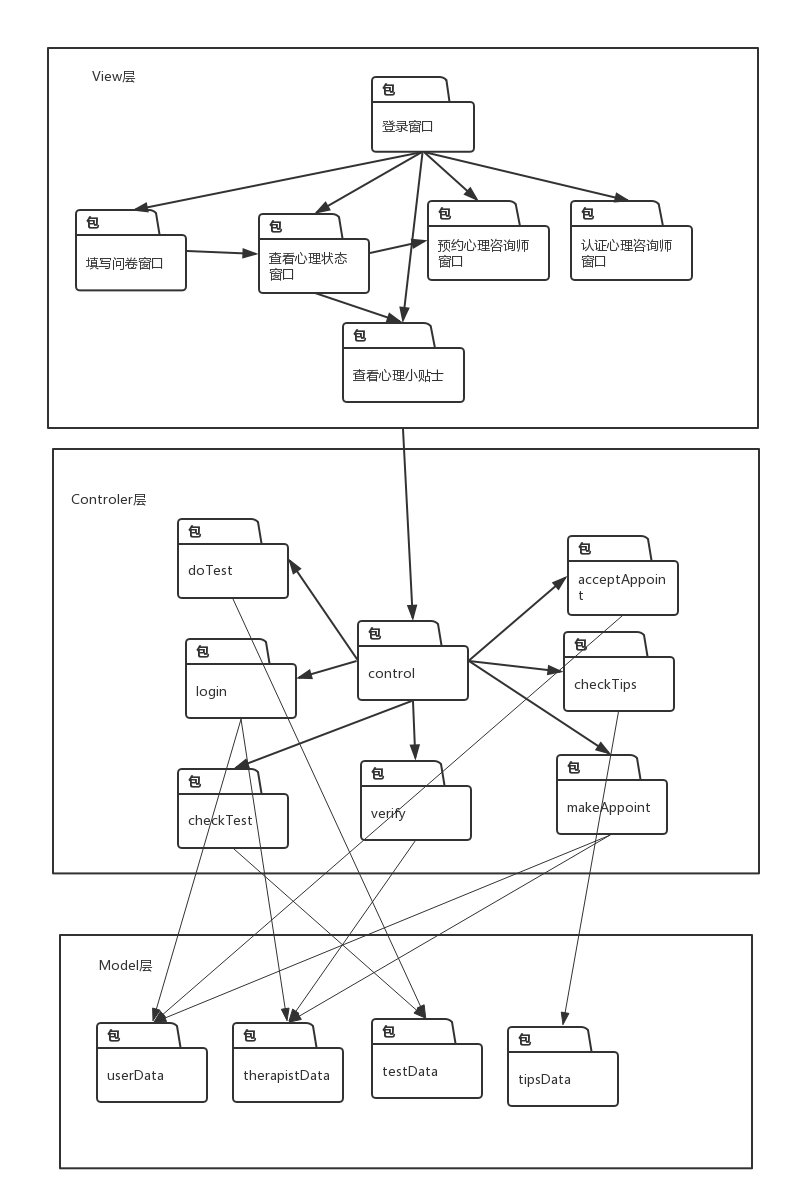 View层
包
登录窗口
包
填写问卷窗口
包
查看心理状态
窗口
包
预约心理咨询师
窗口
包
认证心理咨询师
窗口
包
查看心理小贴士
Controler层
包
doTest
包
acceptAppoin
t
包
control
包
login
包
checkTips
包
checkTest
包
verify
包
makeAppoint
Model层
包
userData
包
therapistData
包
testData
包
tipsData